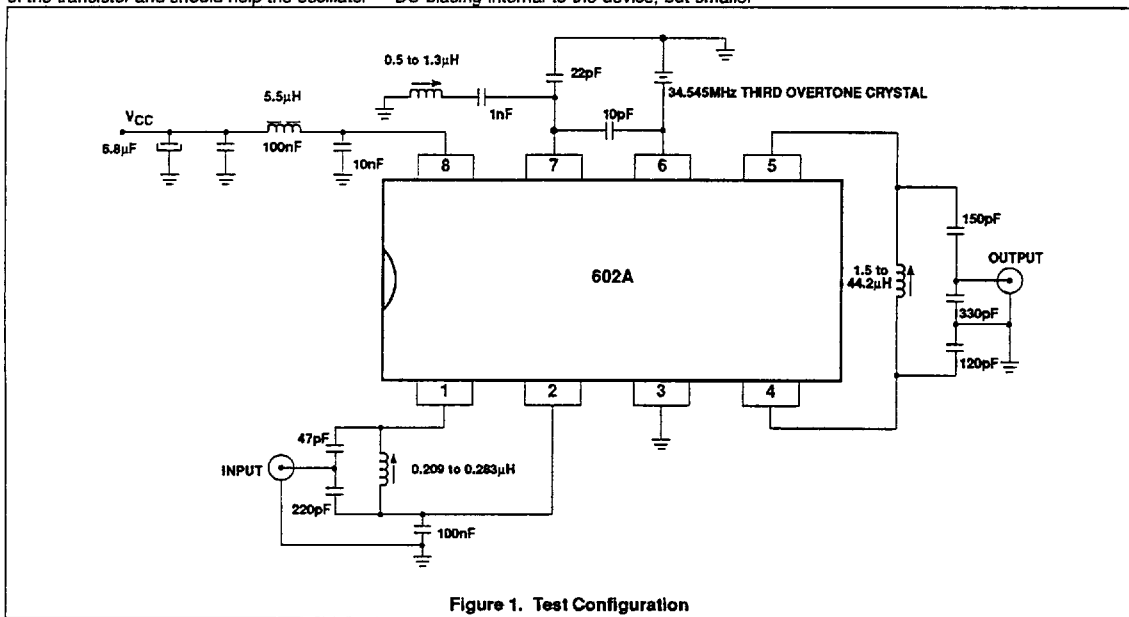 of the transistor and should help the oscillator DC biasing internal to the device, but smaller
0.5 to 1.3µH
22pF
34.545MHz THIRD OVERTONE CRYSTAL
1nF
10pF
5.5µH
VCC
6.8µF
100nF
10nF
8
7
6
5
150pF
OUTPUT
602A
1.5 to
44.2µH
330pF
120pF
1
2
3
4
47pF
INPUT
0.209 to 0.283µH
220pF
100nF
Figure 1. Test Configuration